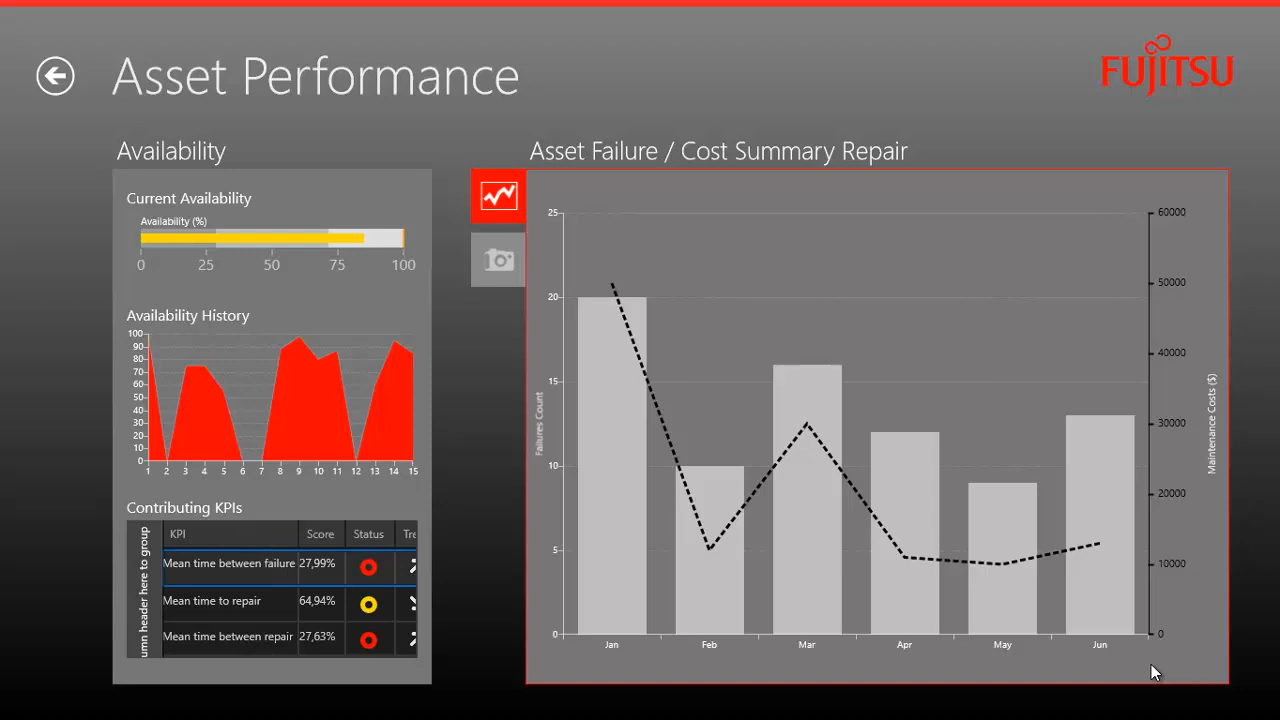 Asset Performance
FUJITSU
Availability
Current Availability
Availability (%)
0 25 50 75 100
Availability History
100
90
80
70
60
50
40
30
20
10
0
1 2 3 4 5 6 7 8 9 10 11 12 13 14 15
Contributing KPIs
umn header here to group
KPI Score Status Tre
Mean time between failure 27,99%
Mean time to repair 64,94%
Mean time between repair 27,63%
Asset Failure / Cost Summary Repair
25
20
15
10
5
0
Failures Count
60000
50000
40000
30000
20000
10000
0
Maintenance Costs ($)
Jan Feb Mar Apr May Jun